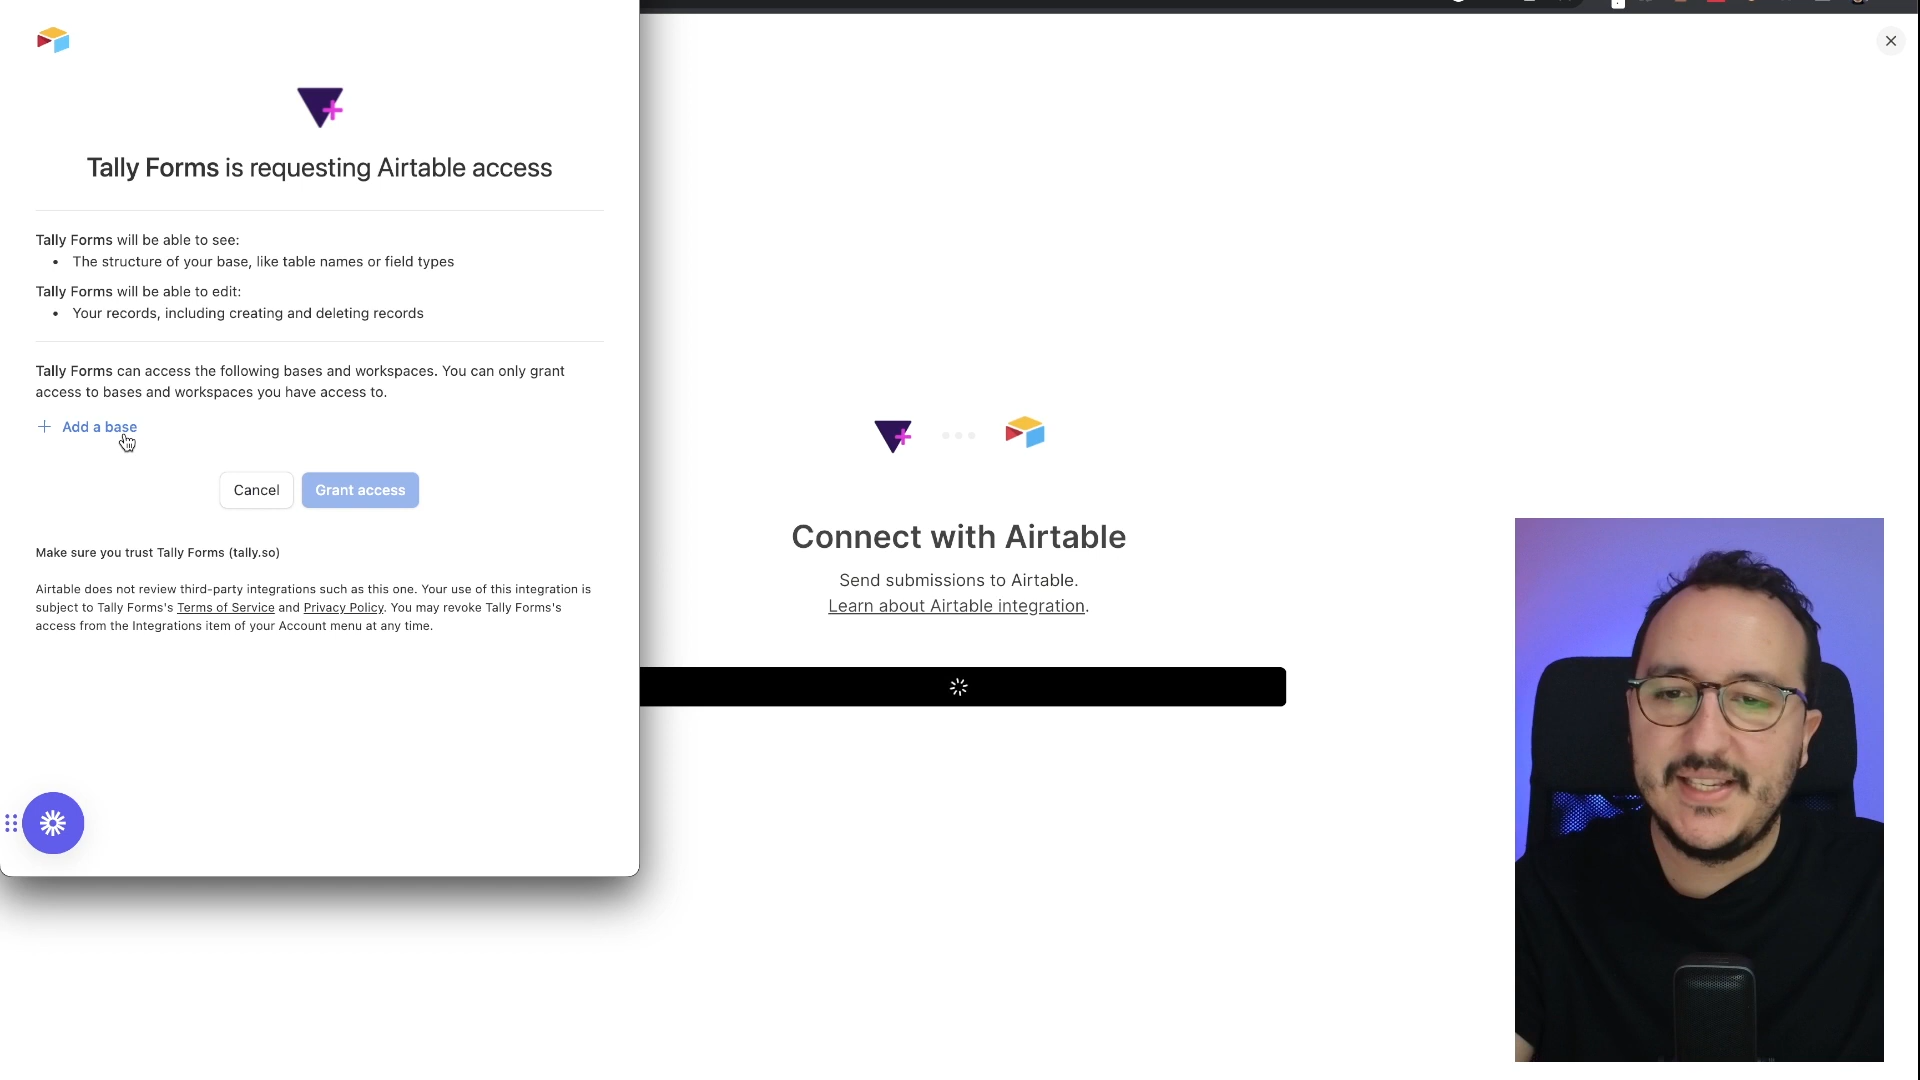 Tally Forms is requesting Airtable access
Tally Forms will be able to see:
• The structure of your base, like table names or field types
Tally Forms will be able to edit:
• Your records, including creating and deleting records
Tally Forms can access the following bases and workspaces. You can only grant
access to bases and workspaces you have access to.
+ Add a base
Cancel
Grant access
Make sure you trust Tally Forms (tally.so)
Airtable does not review third-party integrations such as this one. Your use of this integration is
subject to Tally Forms's Terms of Service and Privacy Policy. You may revoke Tally Forms's
access from the Integrations item of your Account menu at any time.
Connect with Airtable
Send submissions to Airtable.
Learn about Airtable integration.